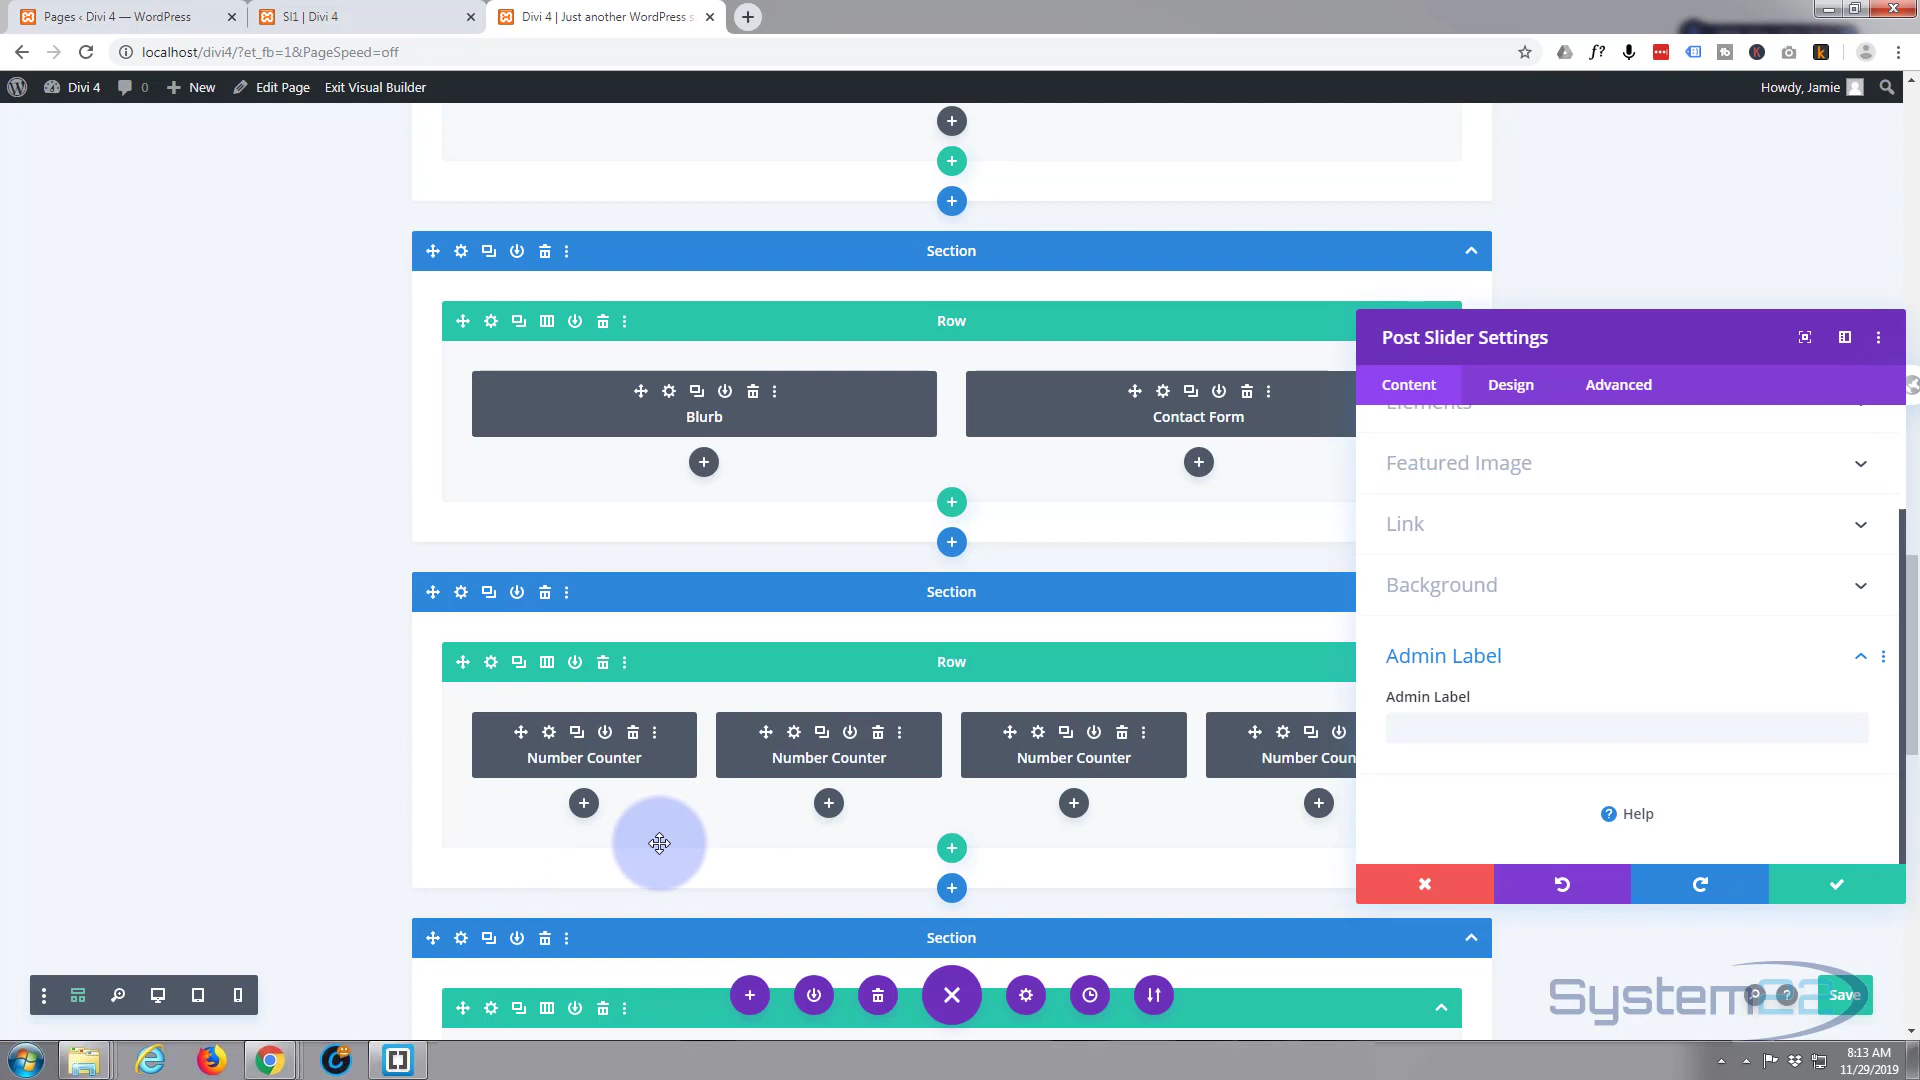 Pages ‹ Divi 4 — WordPress
SI1 | Divi 4
Divi 4 | Just another WordPress s
localhost/divi4/?et_fb=1&PageSpeed=off
Divi 4
0
New
Edit Page
Exit Visual Builder
Howdy, Jamie
Section
Row
Blurb
Contact Form
Section
Row
Number Counter
Number Counter
Number Counter
Number Coun
Section
Post Slider Settings
Content
Design
Advanced
Elements
Featured Image
Link
Background
Admin Label
Admin Label
Help
Save
System22
8:13 AM
11/29/2019